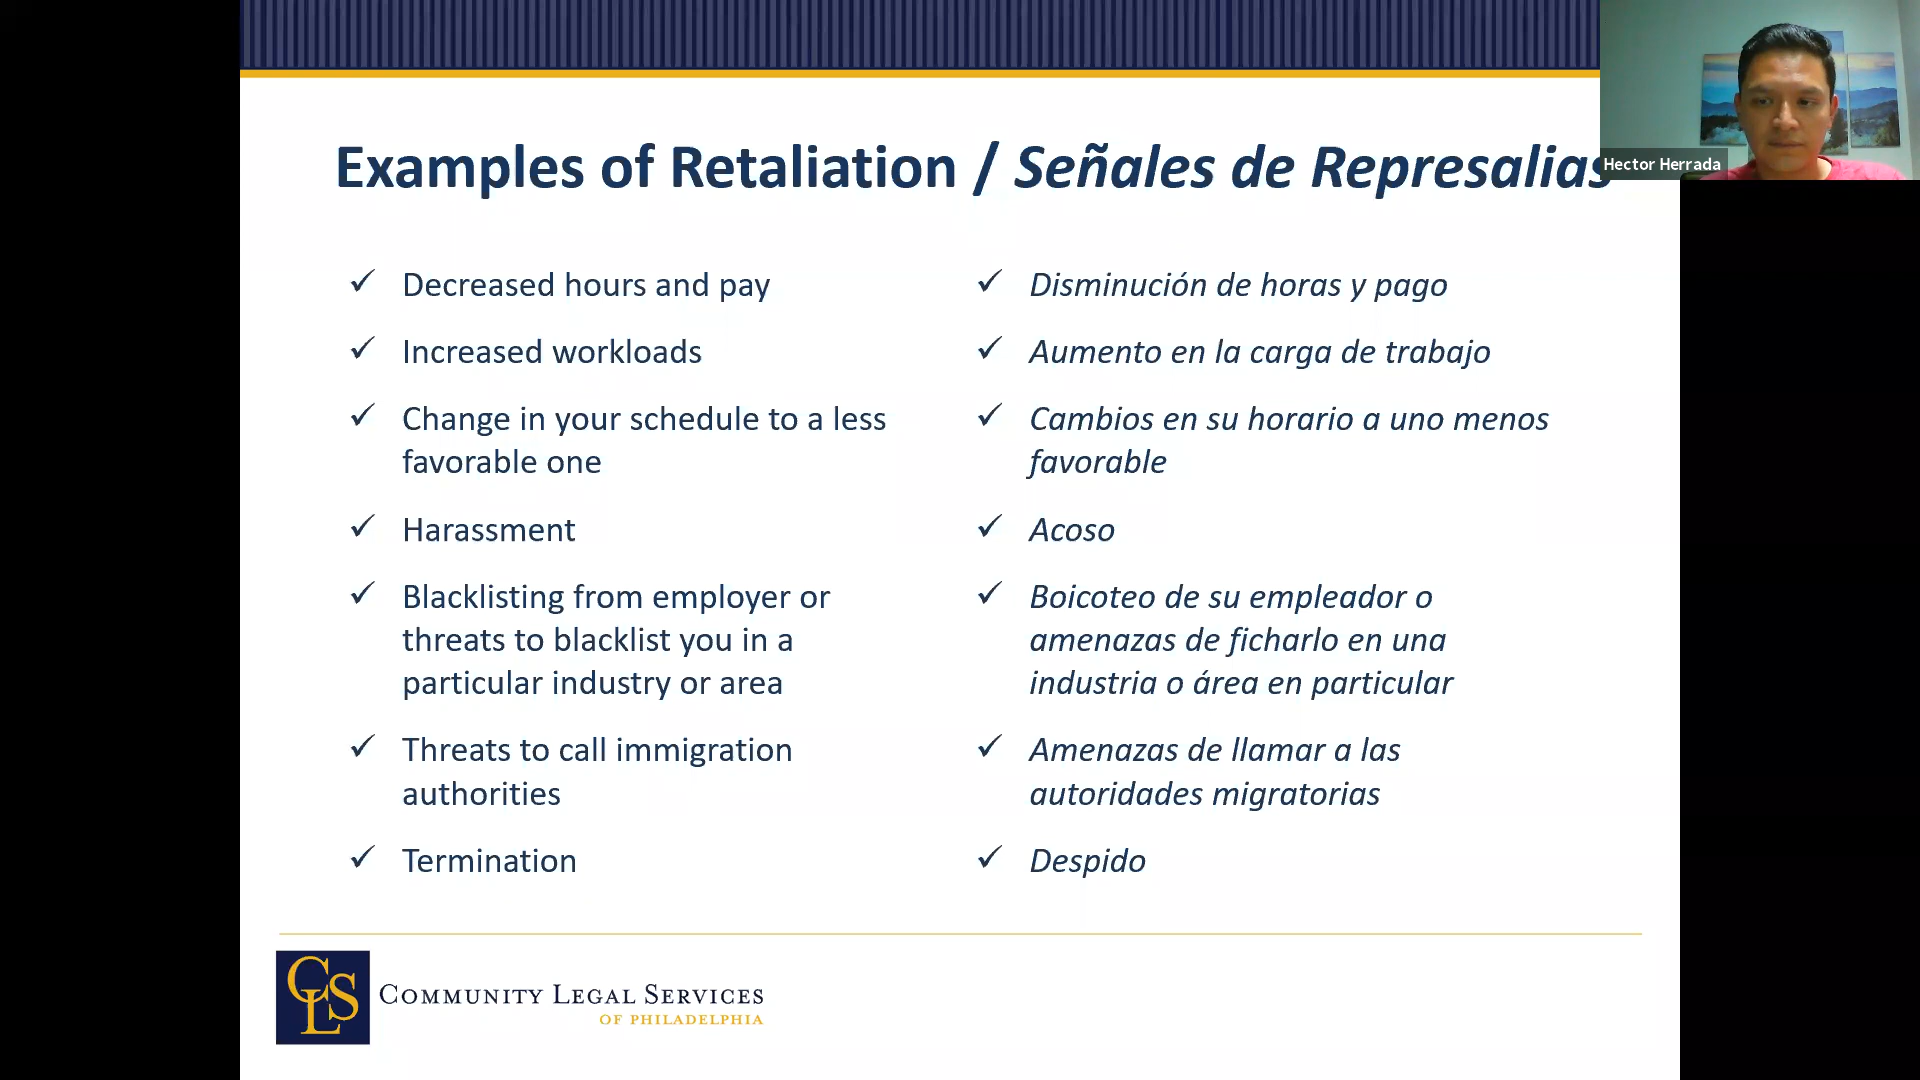 Examples of Retaliation / Señales de Represalias
Hector Herrada
✓ Decreased hours and pay
✓ Increased workloads
✓ Change in your schedule to a less
favorable one
✓ Harassment
✓ Blacklisting from employer or
threats to blacklist you in a
particular industry or area
✓ Threats to call immigration
authorities
✓ Termination
✓ Disminución de horas y pago
✓ Aumento en la carga de trabajo
✓ Cambios en su horario a uno menos
favorable
✓ Acoso
✓ Boicoteo de su empleador o
amenazas de ficharlo en una
industria o área en particular
✓ Amenazas de llamar a las
autoridades migratorias
✓ Despido
CLS
COMMUNITY LEGAL SERVICES
OF PHILADELPHIA